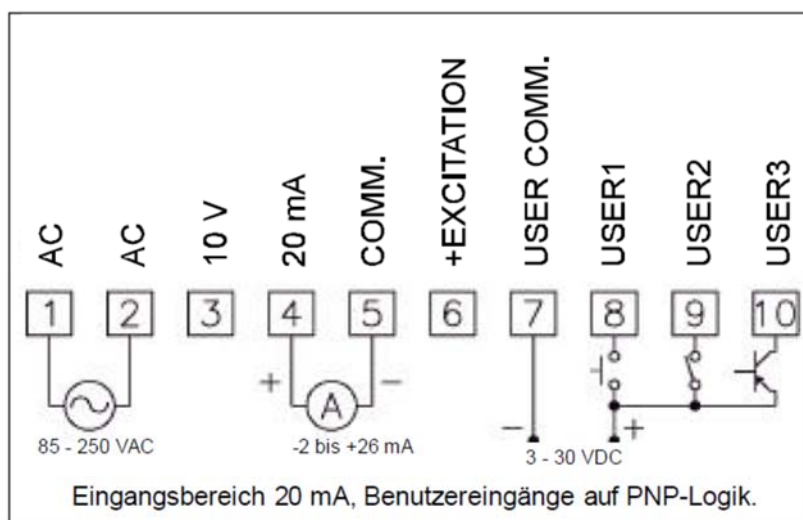 AC
AC
10 V
20 mA
COMM.
+EXCITATION
USER COMM.
USER1
USER2
USER3
1 2 3 4 5 6 7 8 9 10
+ A −
− +
85 - 250 VAC
-2 bis +26 mA
3 - 30 VDC
Eingangsbereich 20 mA, Benutzereingänge auf PNP-Logik.